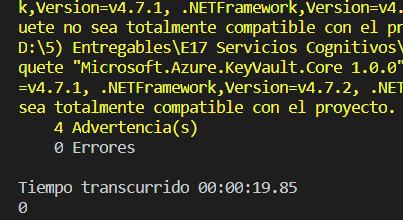 k,Version=v4.7.1, .NETFramework,Version=v4.
uete no sea totalmente compatible con el pr
D:\5) Entregables\E17 Servicios Cognitivos\
quete "Microsoft.Azure.KeyVault.Core 1.0.0"
=v4.7.1, .NETFramework,Version=v4.7.2, .NET
sea totalmente compatible con el proyecto.
4 Advertencia(s)
0 Errores
Tiempo transcurrido 00:00:19.85
0